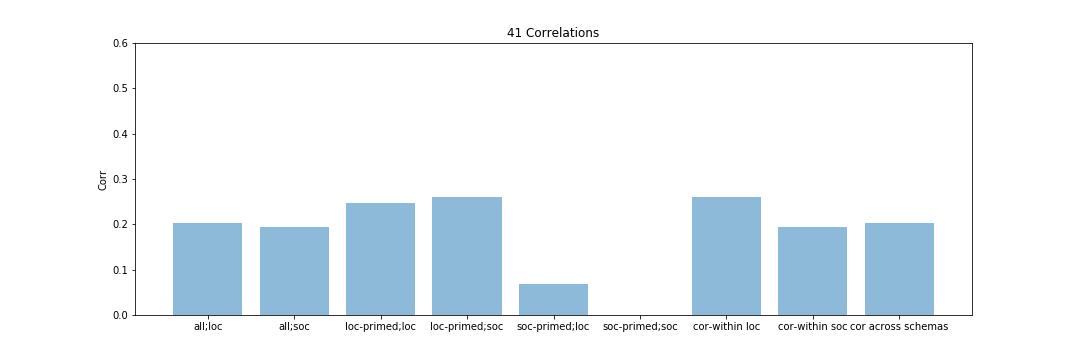 41 Correlations
Corr
0.6
0.5
0.4
0.3
0.2
0.1
0.0
all;loc all;soc loc-primed;loc loc-primed;soc soc-primed;loc soc-primed;soc cor-within loc cor-within soc cor across schemas